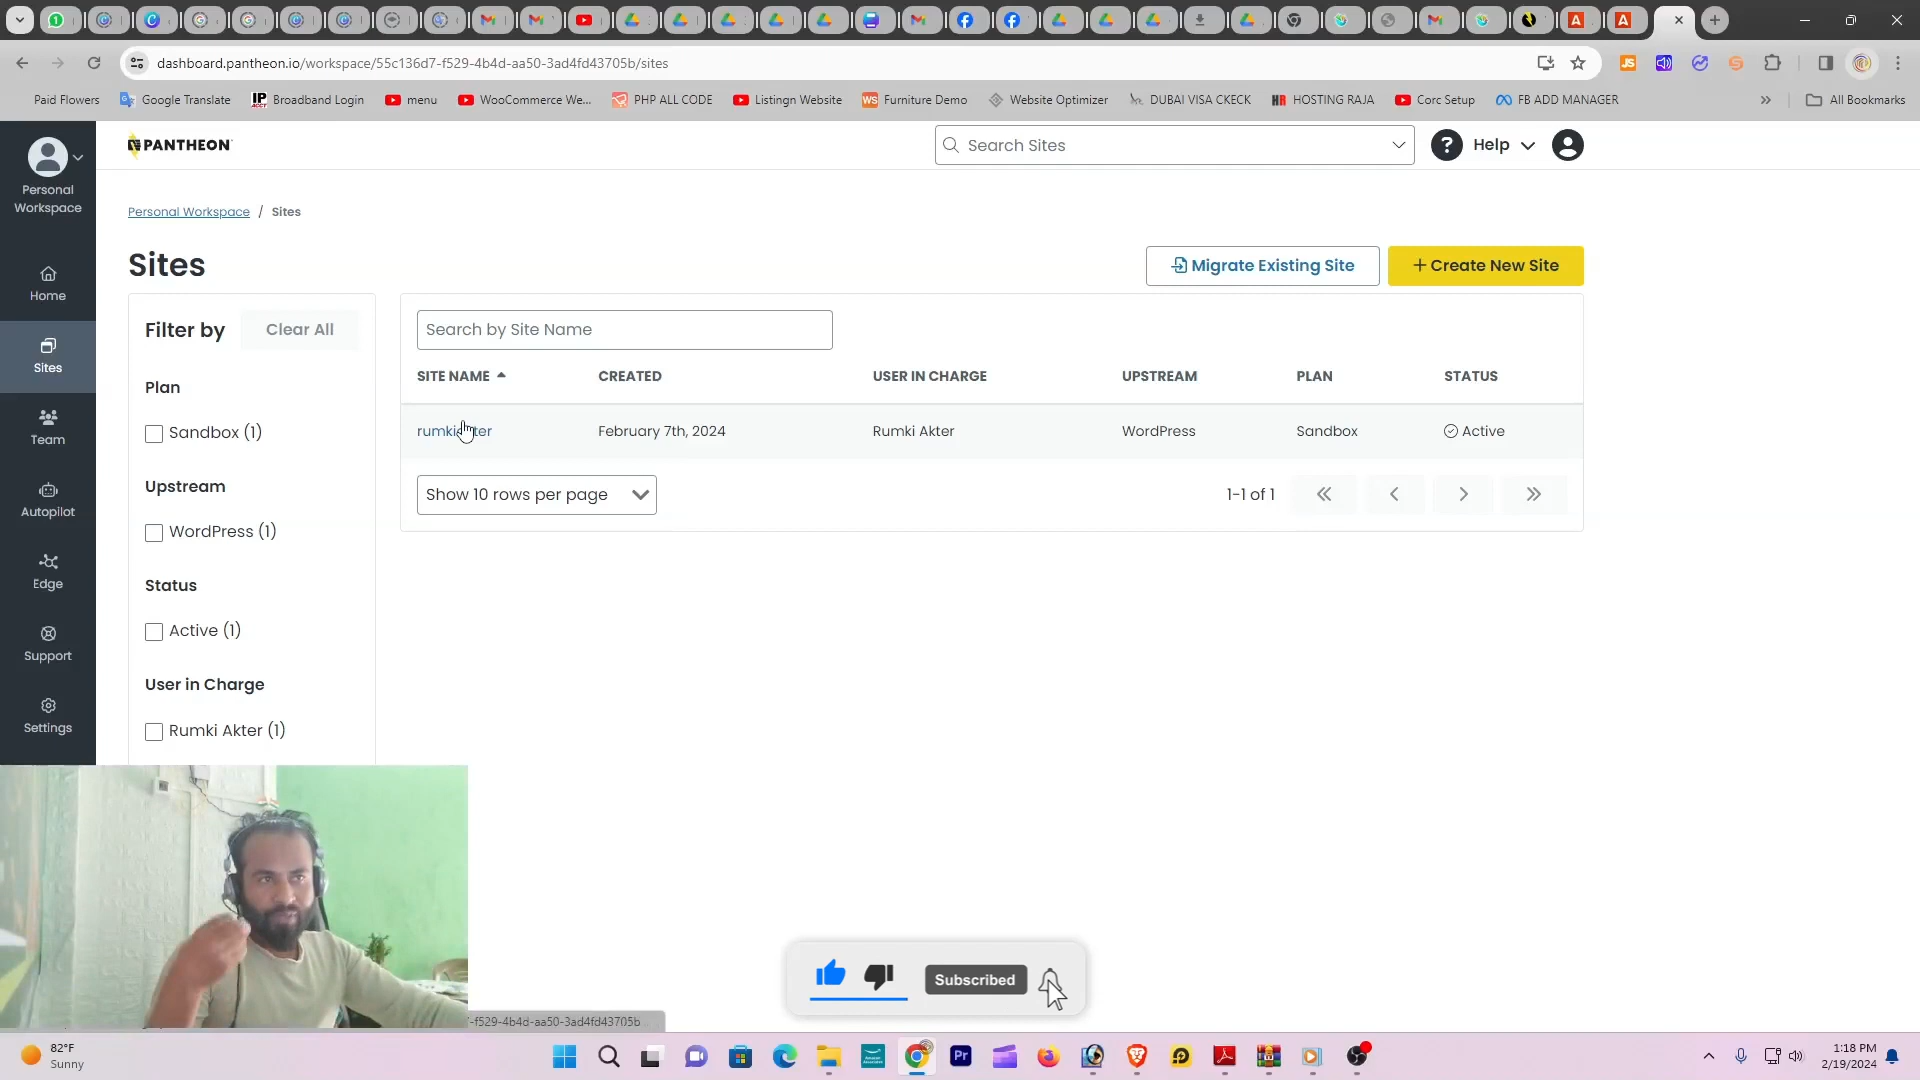 dashboard.pantheon.io/workspace/55c136d7-f529-4b4d-aa50-3ad4fd43705b/sites
Paid Flowers
Google Translate
Broadband Login
menu
WooCommerce We...
PHP ALL CODE
Listingn Website
Furniture Demo
Website Optimizer
DUBAI VISA CKECK
HOSTING RAJA
Corc Setup
FB ADD MANAGER
All Bookmarks
Personal Workspace
PANTHEON
Search Sites
Help
Personal Workspace / Sites
Home
Sites
Team
Autopilot
Edge
Support
Settings
Sites
Migrate Existing Site
+ Create New Site
Filter by
Clear All
Plan
Sandbox (1)
Upstream
WordPress (1)
Status
Active (1)
User in Charge
Rumki Akter (1)
Search by Site Name
SITE NAME CREATED USER IN CHARGE UPSTREAM PLAN STATUS
February 7th, 2024 Rumki Akter WordPress Sandbox Active
Show 10 rows per page
1-1 of 1
Subscribed
-f529-4b4d-aa50-3ad4fd43705b
82°F
Sunny
1:18 PM
2/19/2024